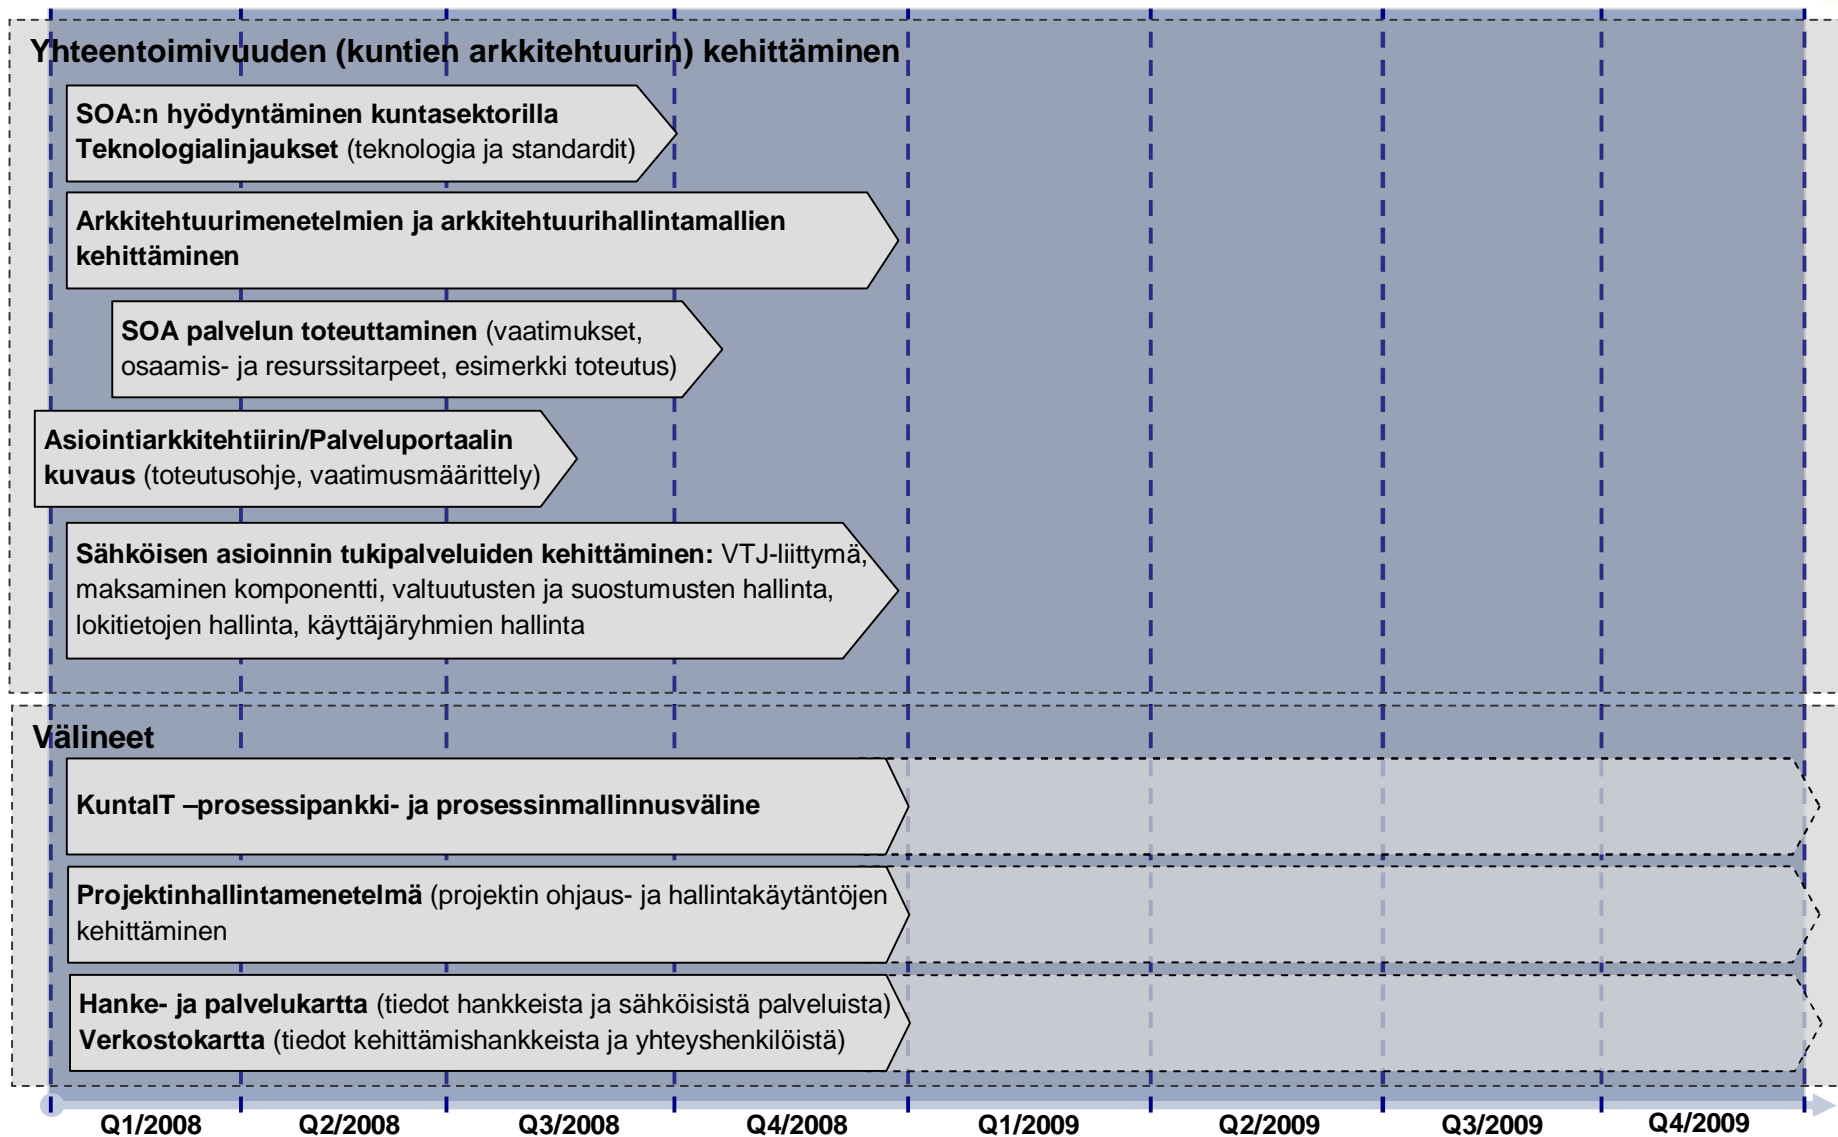 Yhteentoimivuuden (kuntien arkkitehtuurin) kehittäminen
SOA:n hyödyntäminen kuntasektorilla
Teknologialinjaukset (teknologia ja standardit)
Arkkitehtuurimenetelmien ja arkkitehtuurihallintamallien
kehittäminen
SOA palvelun toteuttaminen (vaatimukset,
osaamis- ja resurssitarpeet, esimerkki toteutus)
Asiointiarkkitehtiirin/Palveluportaalin
kuvaus (toteutusohje, vaatimusmäärittely)
Sähköisen asioinnin tukipalveluiden kehittäminen: VTJ-liittymä,
maksaminen komponentti, valtuutusten ja suostumusten hallinta,
lokitietojen hallinta, käyttäjäryhmien hallinta
Välineet
KuntaIT –prosessipankki- ja prosessinmallinnusväline
Projektinhallintamenetelmä (projektin ohjaus- ja hallintakäytäntöjen
kehittäminen
Hanke- ja palvelukartta (tiedot hankkeista ja sähköisistä palveluista)
Verkostokartta (tiedot kehittämishankkeista ja yhteyshenkilöistä)
Q1/2008 Q2/2008 Q3/2008 Q4/2008 Q1/2009 Q2/2009 Q3/2009 Q4/2009